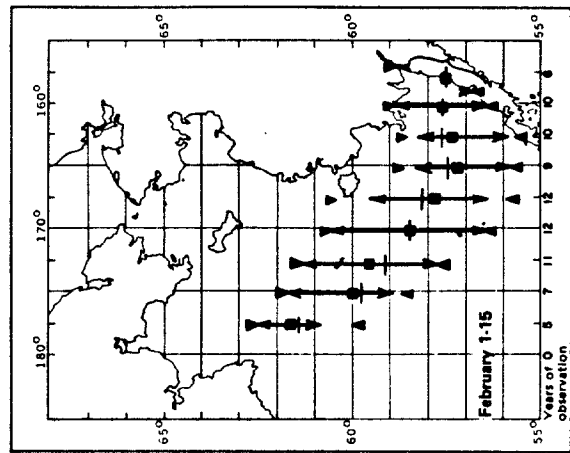 180° 170° 160°
65° 65°
60° 60°
February 1-15
55° 55°
Years of 0 5 7 11 12 12 9 10 10 6
observation